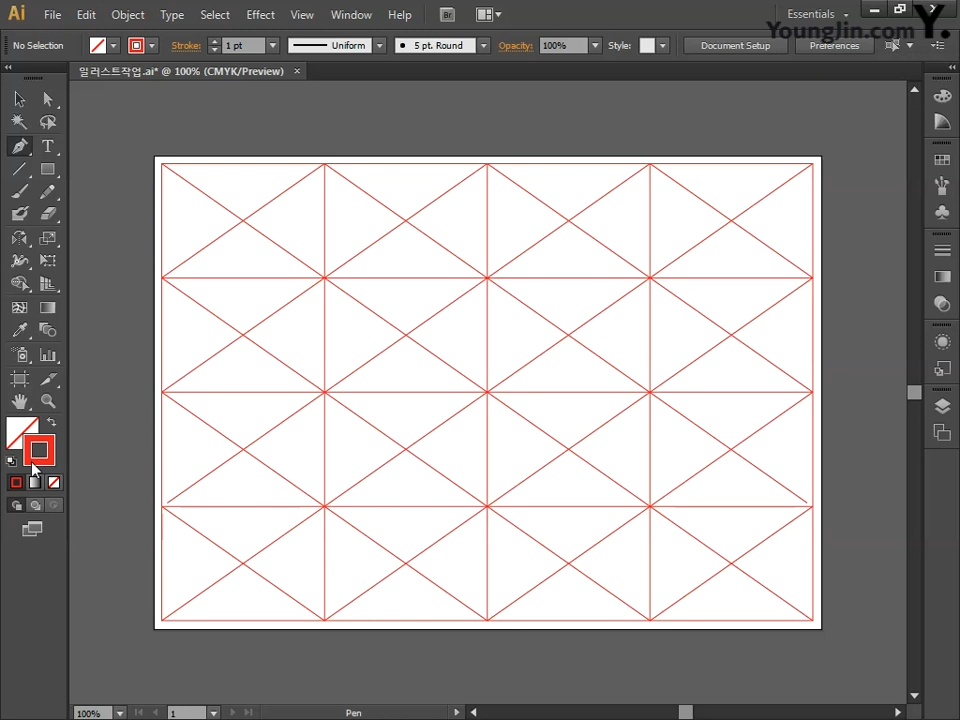 Ai File Edit Object Type Select Effect View Window Help Br Essentials
YoungJin.com Y.
No Selection Stroke: 1 pt Uniform 5 pt. Round Opacity: 100% Style: Document Setup Preferences
일러스트작업.ai* @ 100% (CMYK/Preview) ×
T
100% 1 Pen